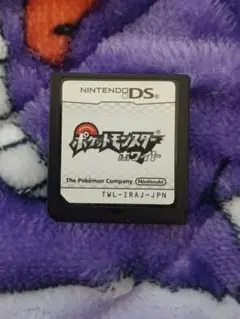 NINTENDO DS
ポケットモンスター
ホワイト
The Pokémon Company Nintendo
TWL-IRAJ-JPN